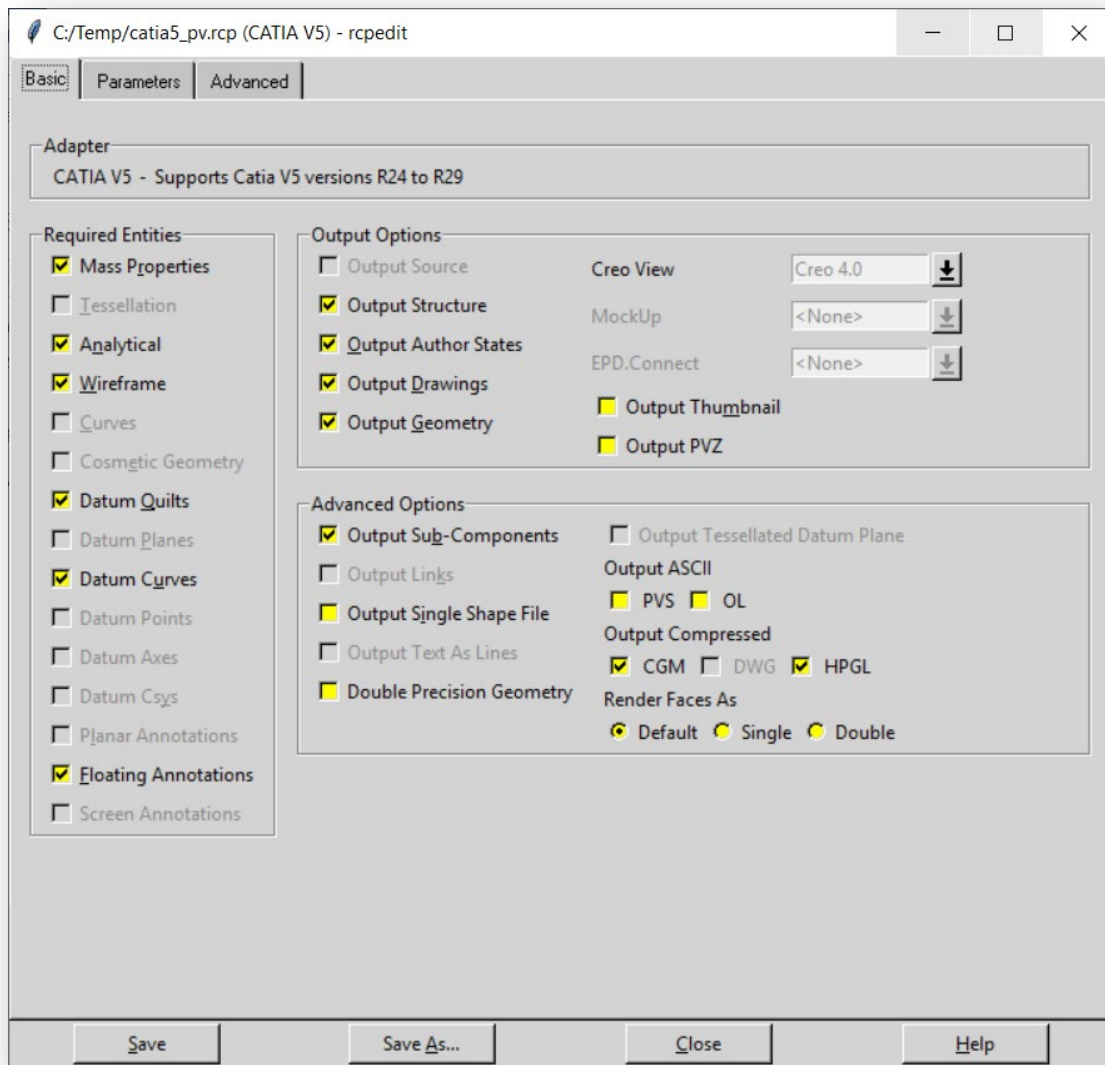 C:/Temp/catia5_pv.rcp (CATIA V5) - rcpedit
Basic Parameters Advanced
Adapter
CATIA V5 - Supports Catia V5 versions R24 to R29
Required Entities
Mass Properties
Tessellation
Analytical
Wireframe
Curves
Cosmetic Geometry
Datum Quilts
Datum Planes
Datum Curves
Datum Points
Datum Axes
Datum Csys
Planar Annotations
Floating Annotations
Screen Annotations
Output Options
Output Source
Output Structure
Output Author States
Output Drawings
Output Geometry
Creo View Creo 4.0
MockUp <None>
EPD.Connect <None>
Output Thumbnail
Output PVZ
Advanced Options
Output Sub-Components
Output Links
Output Single Shape File
Output Text As Lines
Double Precision Geometry
Output Tessellated Datum Plane
Output ASCII
PVS OL
Output Compressed
CGM DWG HPGL
Render Faces As
Default Single Double
Save Save As... Close Help